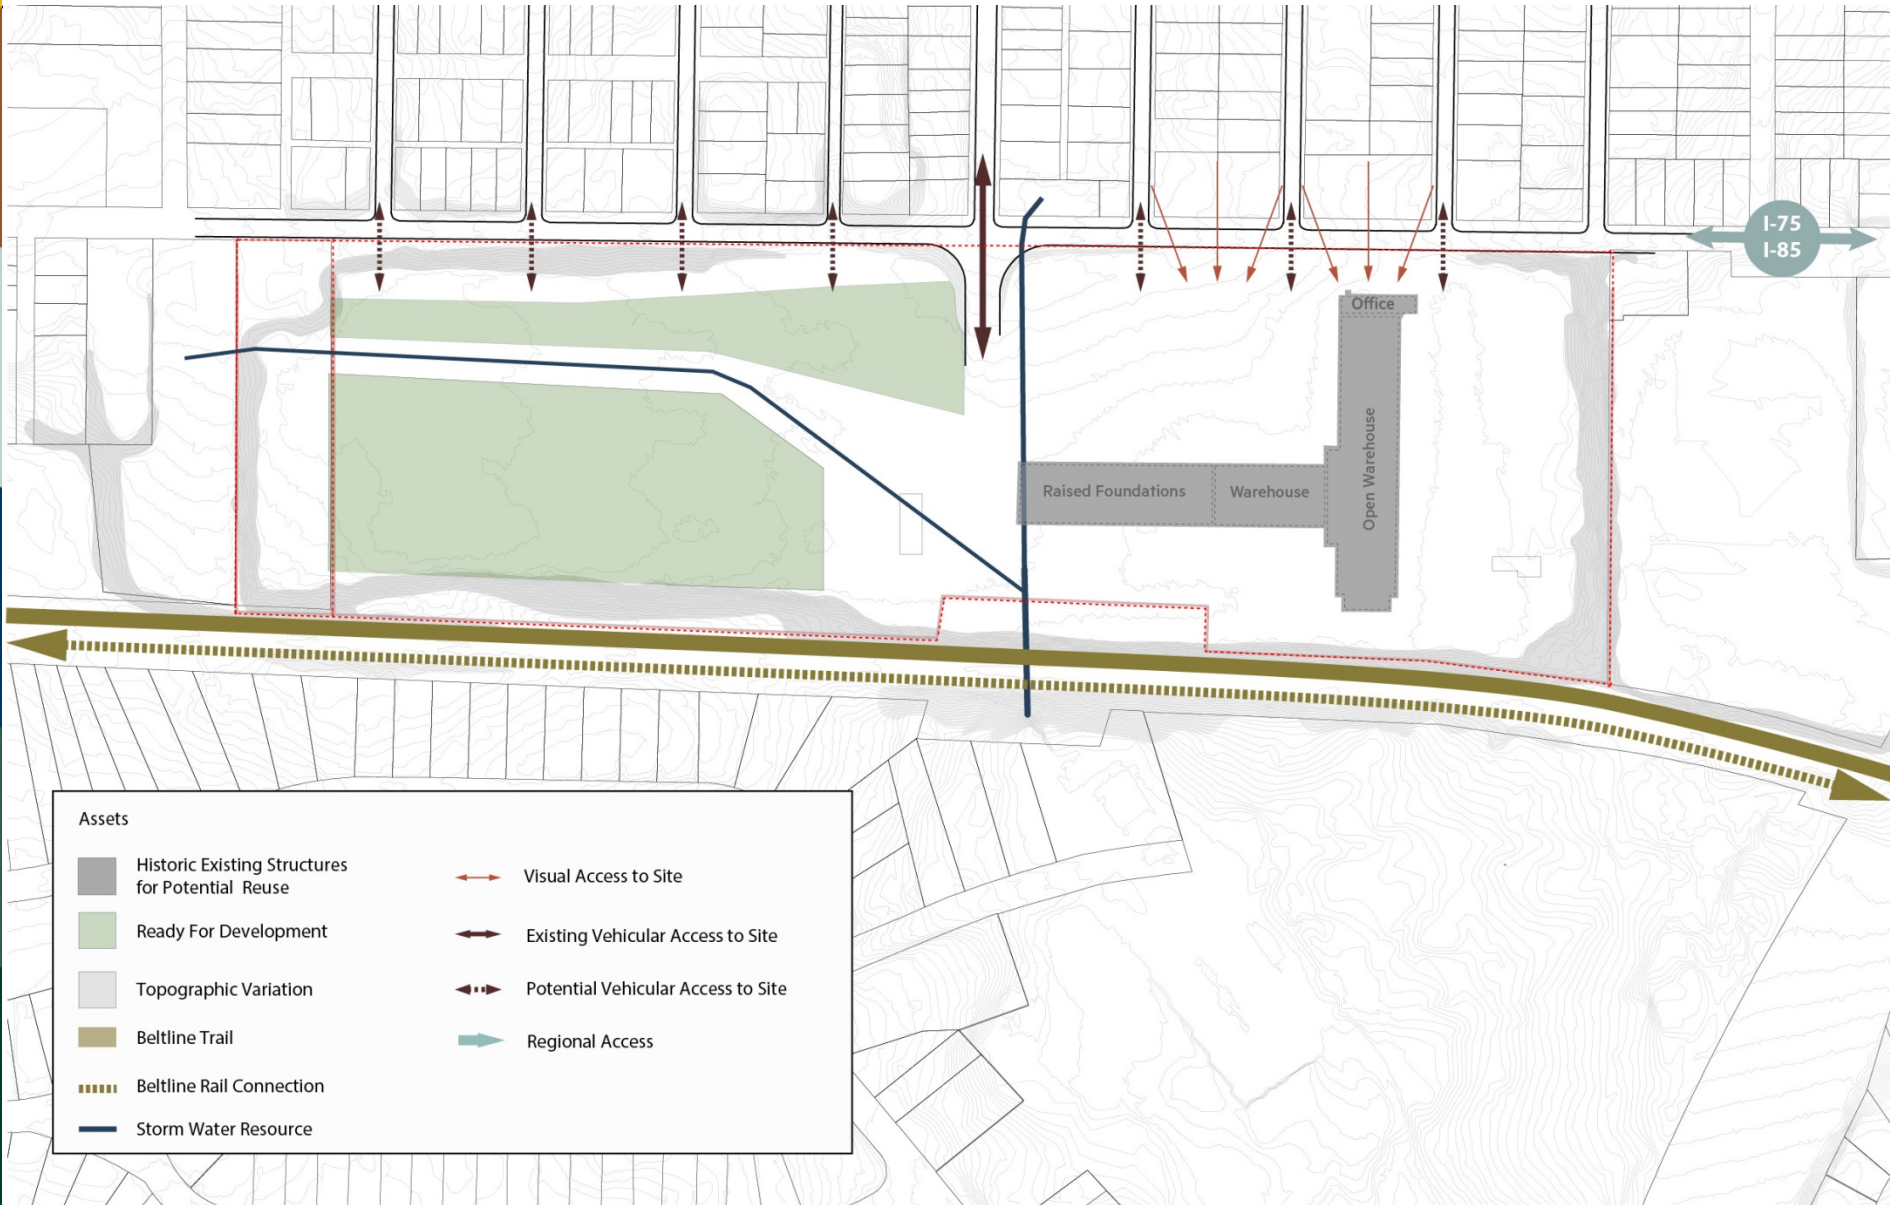 I-75
I-85
Office
Open Warehouse
Raised Foundations
Warehouse
Assets
Historic Existing Structures
for Potential Reuse
Ready For Development
Topographic Variation
Beltline Trail
Beltline Rail Connection
Storm Water Resource
Visual Access to Site
Existing Vehicular Access to Site
Potential Vehicular Access to Site
Regional Access